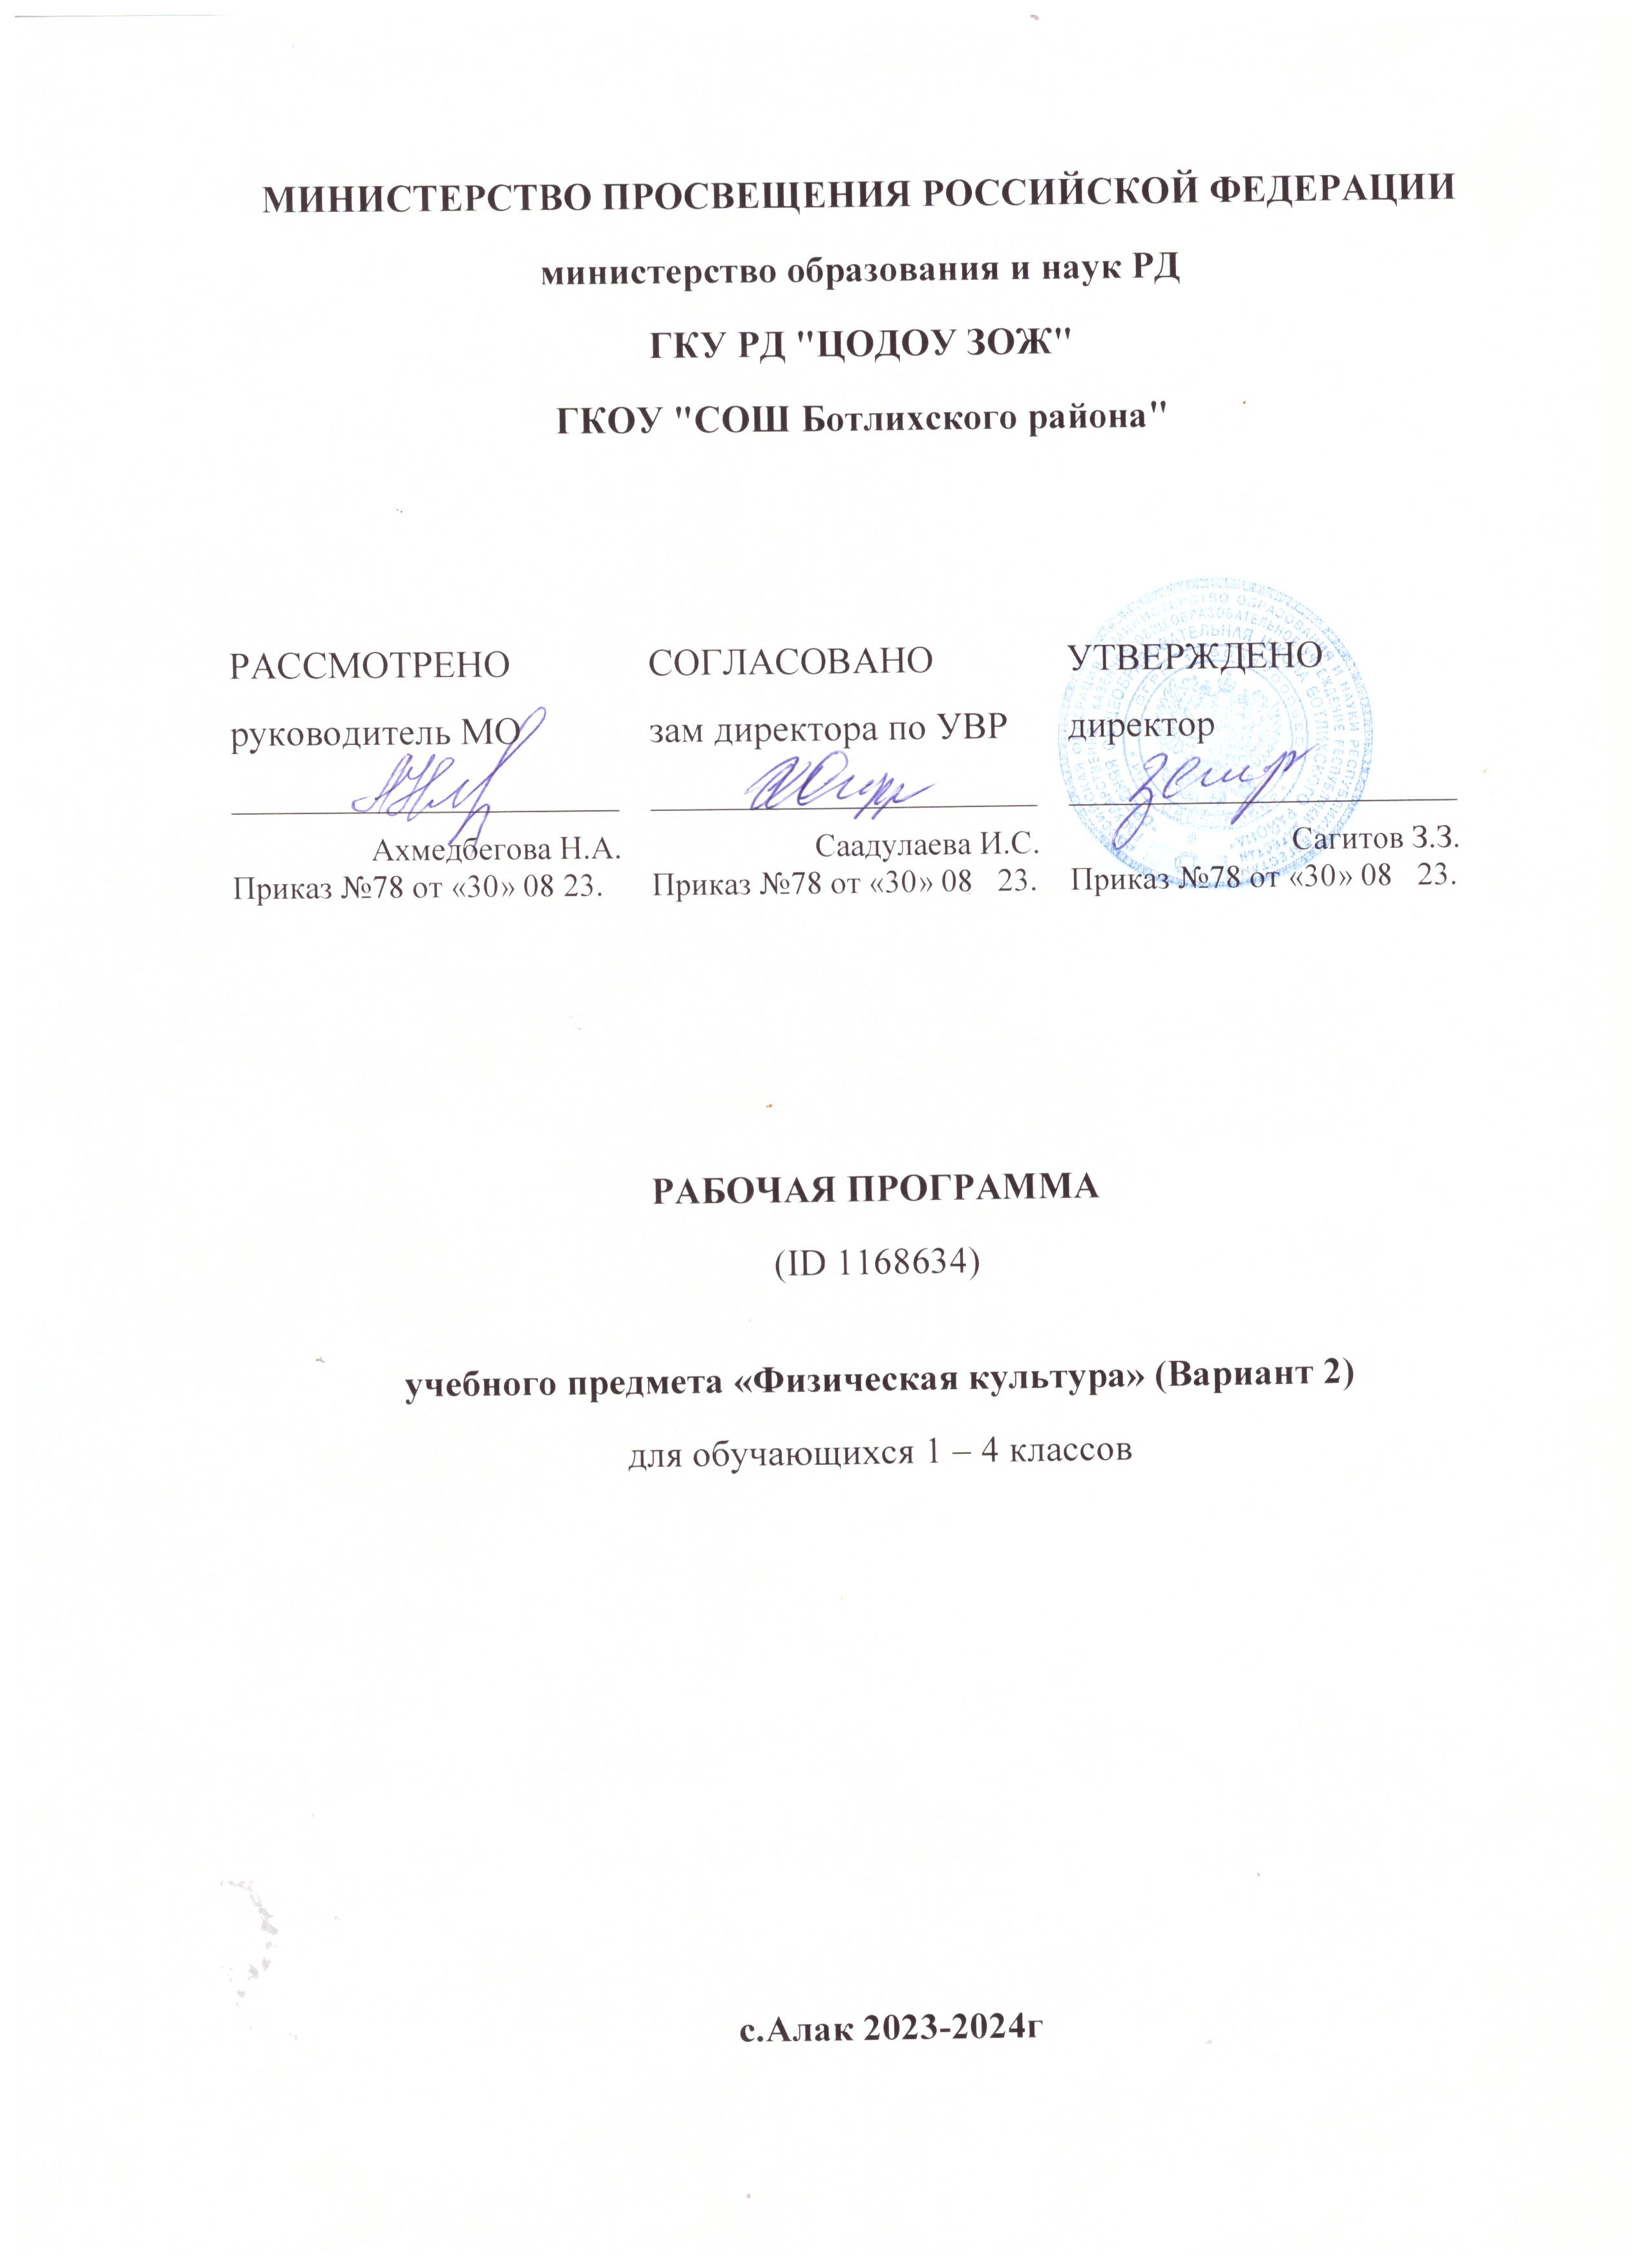 МИНИСТЕРСТВО ПРОСВЕЩЕНИЯ РОССИЙСКОЙ ФЕДЕРАЦИИ
министерство образования и наук РД
ГКУ РД "ЦОДОУ ЗОЖ"
ГКОУ "СОШ Ботлихского района"
РАССМОТРЕНО
руководитель МО
Ахмедбегова Н.А.
Приказ №78 от «30» 08 23.
СОГЛАСОВАНО
зам директора по УВР
Саадулаева И.С.
Приказ №78 от «30» 08 23.
УТВЕРЖДЕНО
директор
Сагитов З.З.
Приказ №78 от «30» 08 23.
РАБОЧАЯ ПРОГРАММА
(ID 1168634)
учебного предмета «Физическая культура» (Вариант 2)
для обучающихся 1 – 4 классов
с.Алак 2023-2024г